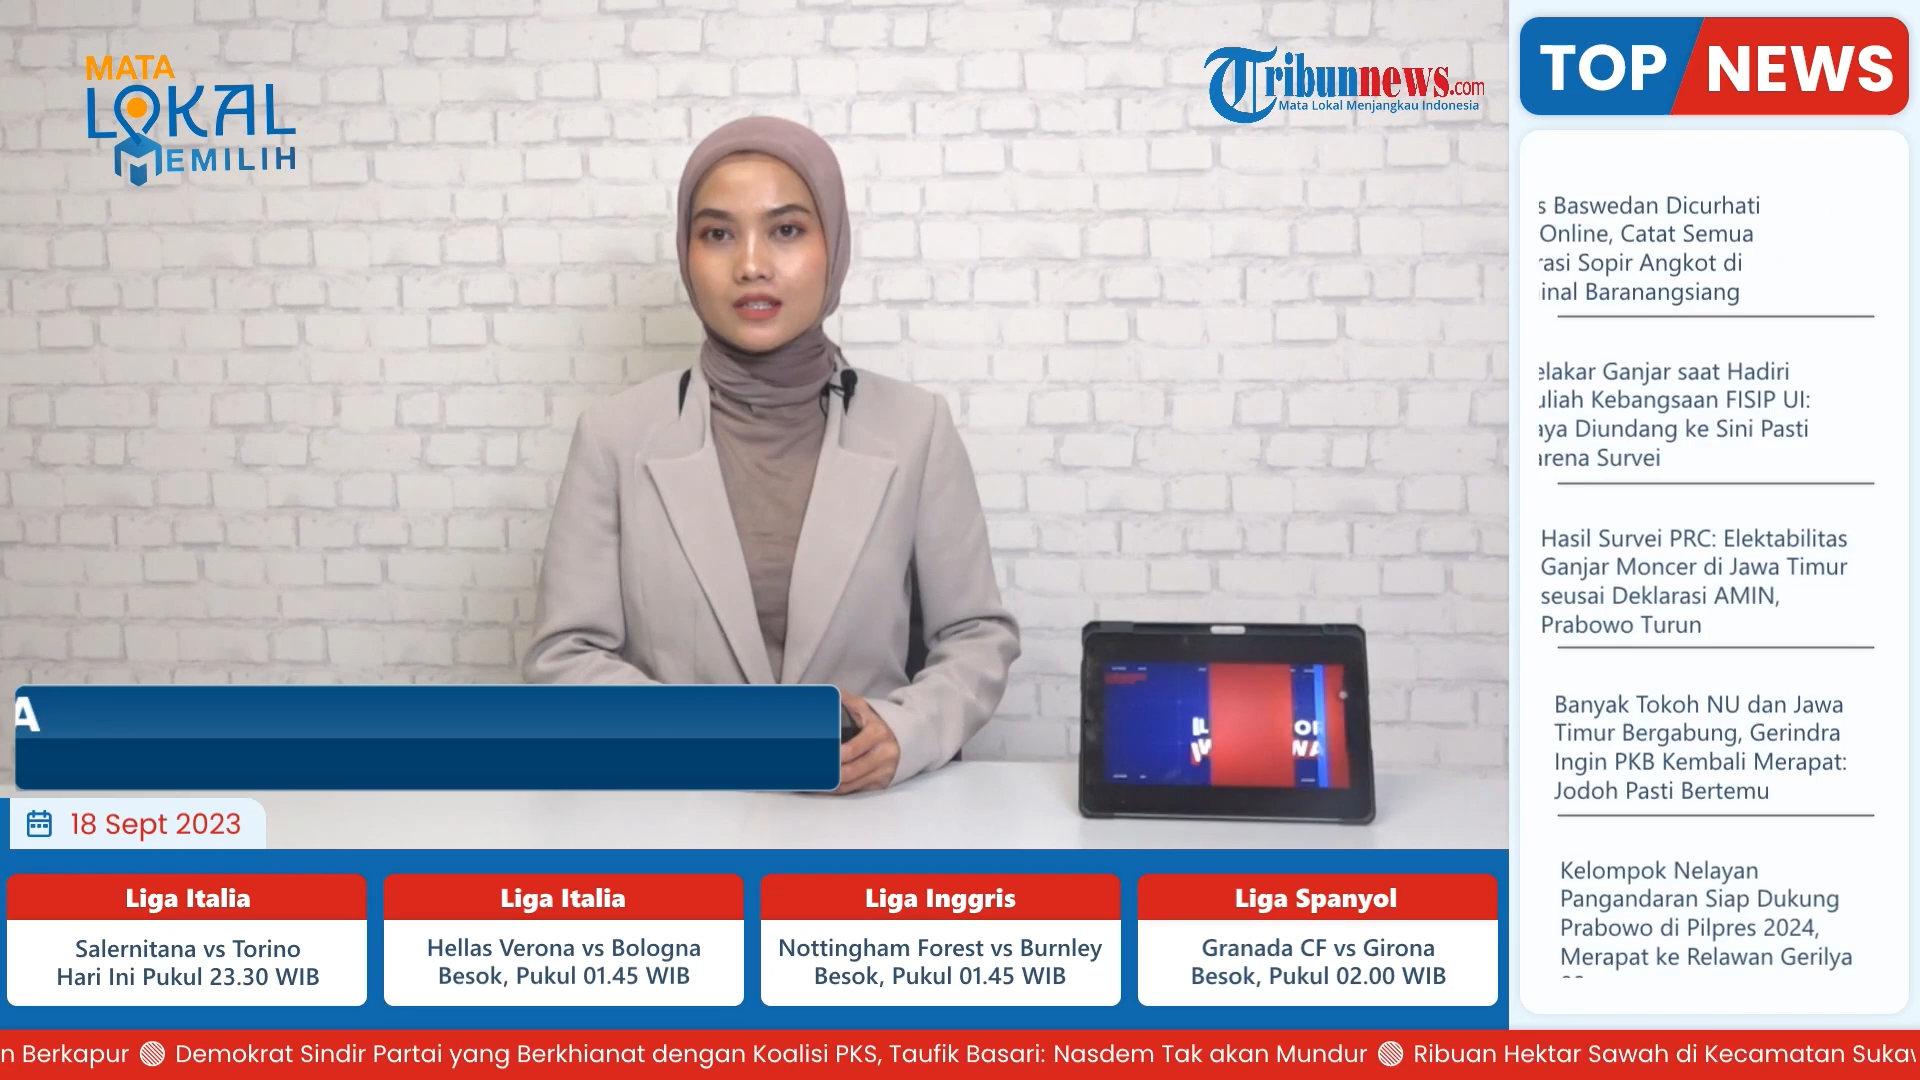 MATA
LOKAL
MEMILIH
Tribunnews.com
Mata Lokal Menjangkau Indonesia
TOP NEWS
s Baswedan Dicurhati
Online, Catat Semua
rasi Sopir Angkot di
inal Baranangsiang
elakar Ganjar saat Hadiri
uliah Kebangsaan FISIP UI:
aya Diundang ke Sini Pasti
arena Survei
Hasil Survei PRC: Elektabilitas
Ganjar Moncer di Jawa Timur
seusai Deklarasi AMIN,
Prabowo Turun
Banyak Tokoh NU dan Jawa
Timur Bergabung, Gerindra
Ingin PKB Kembali Merapat:
Jodoh Pasti Bertemu
Kelompok Nelayan
Pangandaran Siap Dukung
Prabowo di Pilpres 2024,
Merapat ke Relawan Gerilya
A
18 Sept 2023
Liga Italia
Salernitana vs Torino
Hari Ini Pukul 23.30 WIB
Liga Italia
Hellas Verona vs Bologna
Besok, Pukul 01.45 WIB
Liga Inggris
Nottingham Forest vs Burnley
Besok, Pukul 01.45 WIB
Liga Spanyol
Granada CF vs Girona
Besok, Pukul 02.00 WIB
n Berkapur Demokrat Sindir Partai yang Berkhianat dengan Koalisi PKS, Taufik Basari: Nasdem Tak akan Mundur Ribuan Hektar Sawah di Kecamatan Suka